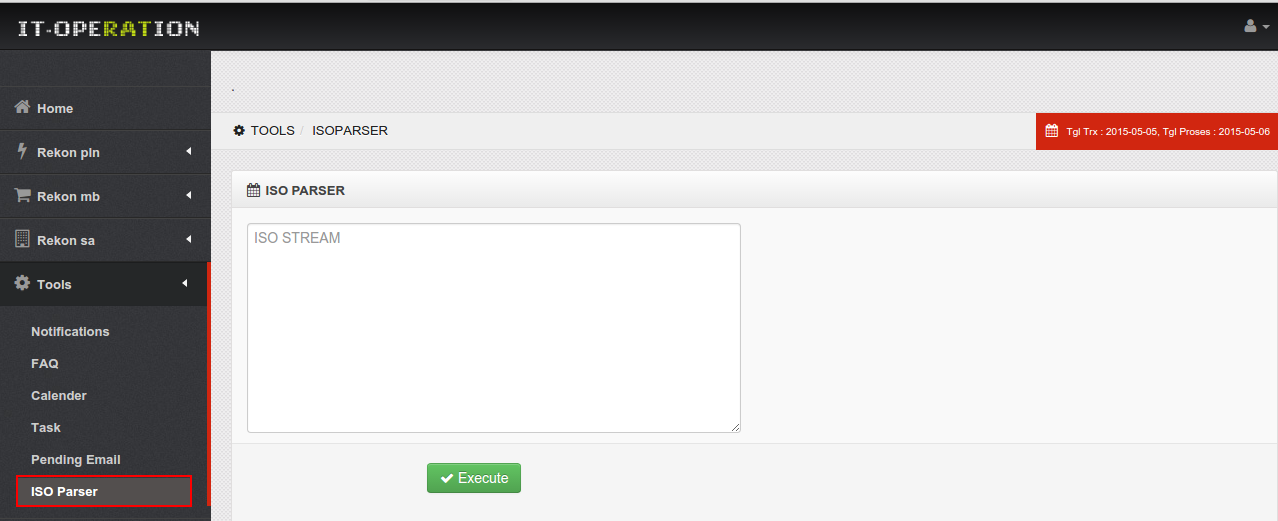 IT-OPERATION
.
Home
Rekon pln
Rekon mb
Rekon sa
Tools
Notifications
FAQ
Calender
Task
Pending Email
ISO Parser
TOOLS / ISOPARSER
Tgl Trx : 2015-05-05, Tgl Proses : 2015-05-06
ISO PARSER
ISO STREAM
Execute